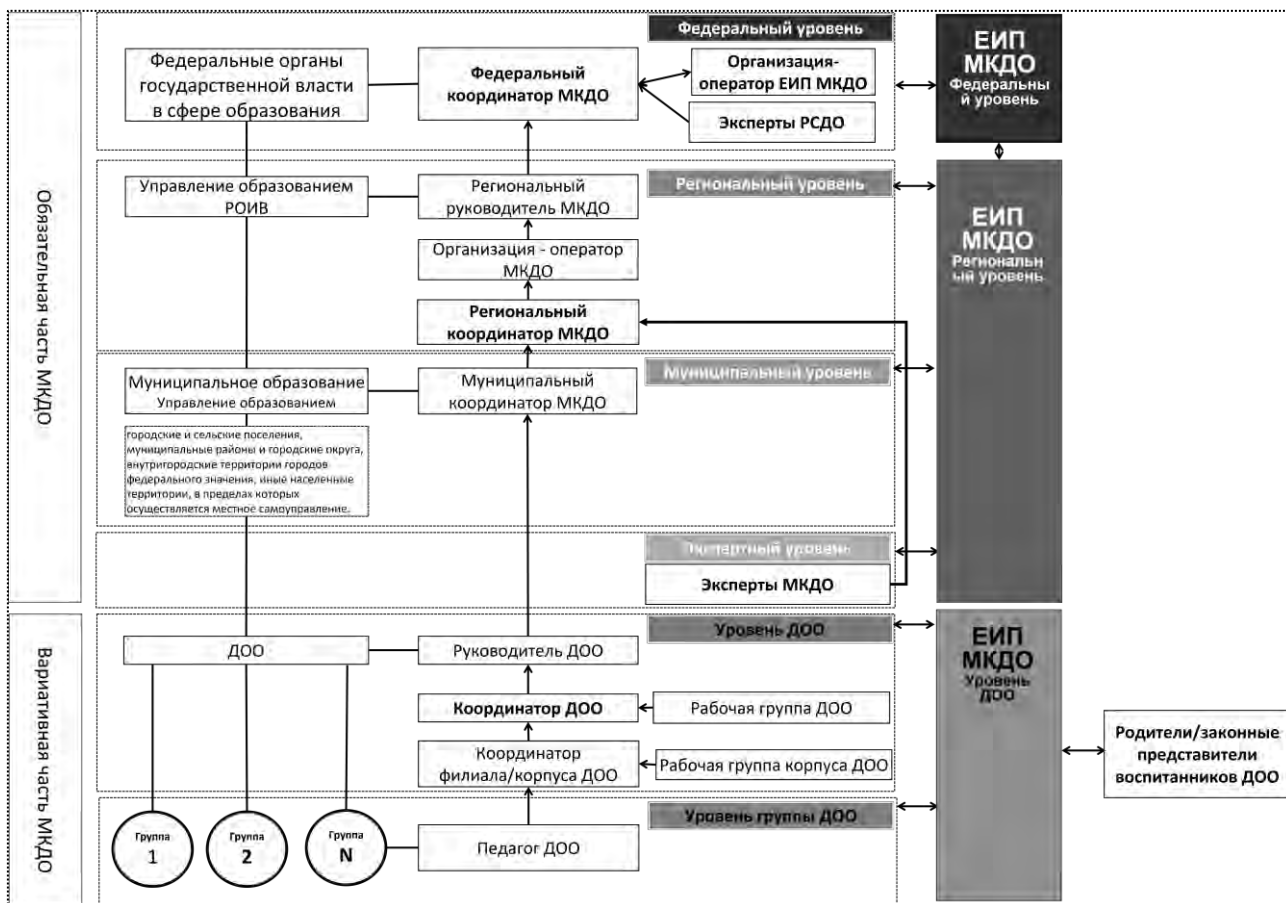 Обязательная часть МКДО
Вариативная часть МКДО
Федеральный уровень
Федеральные органы
государственной власти
в сфере образования
Федеральный
координатор МКДО
Организация-
оператор ЕИП МКДО
Эксперты РСДО
ЕИП
МКДО
Федеральны
й уровень
Региональный уровень
Управление образованием
РОИВ
Региональный
руководитель МКДО
Организация - оператор
МКДО
Региональный
координатор МКДО
ЕИП
МКДО
Региональн
ый уровень
Муниципальный уровень
Муниципальное образование
Управление образованием
Муниципальный
координатор МКДО
городские и сельские поселения,
муниципальные районы и городские округа,
внутригородские территории городов
федерального значения, иные населенные
территории, в пределах которых
осуществляется местное самоуправление.
Экспертный уровень
Эксперты МКДО
Уровень ДОО
ДОО
Руководитель ДОО
Координатор ДОО
Рабочая группа ДОО
Координатор
филиала/корпуса ДОО
Рабочая группа корпуса ДОО
ЕИП
МКДО
Уровень
ДОО
Родители/законные
представители
воспитанников ДОО
Уровень группы ДОО
Группа
1
Группа
2
Группа
N
Педагог ДОО